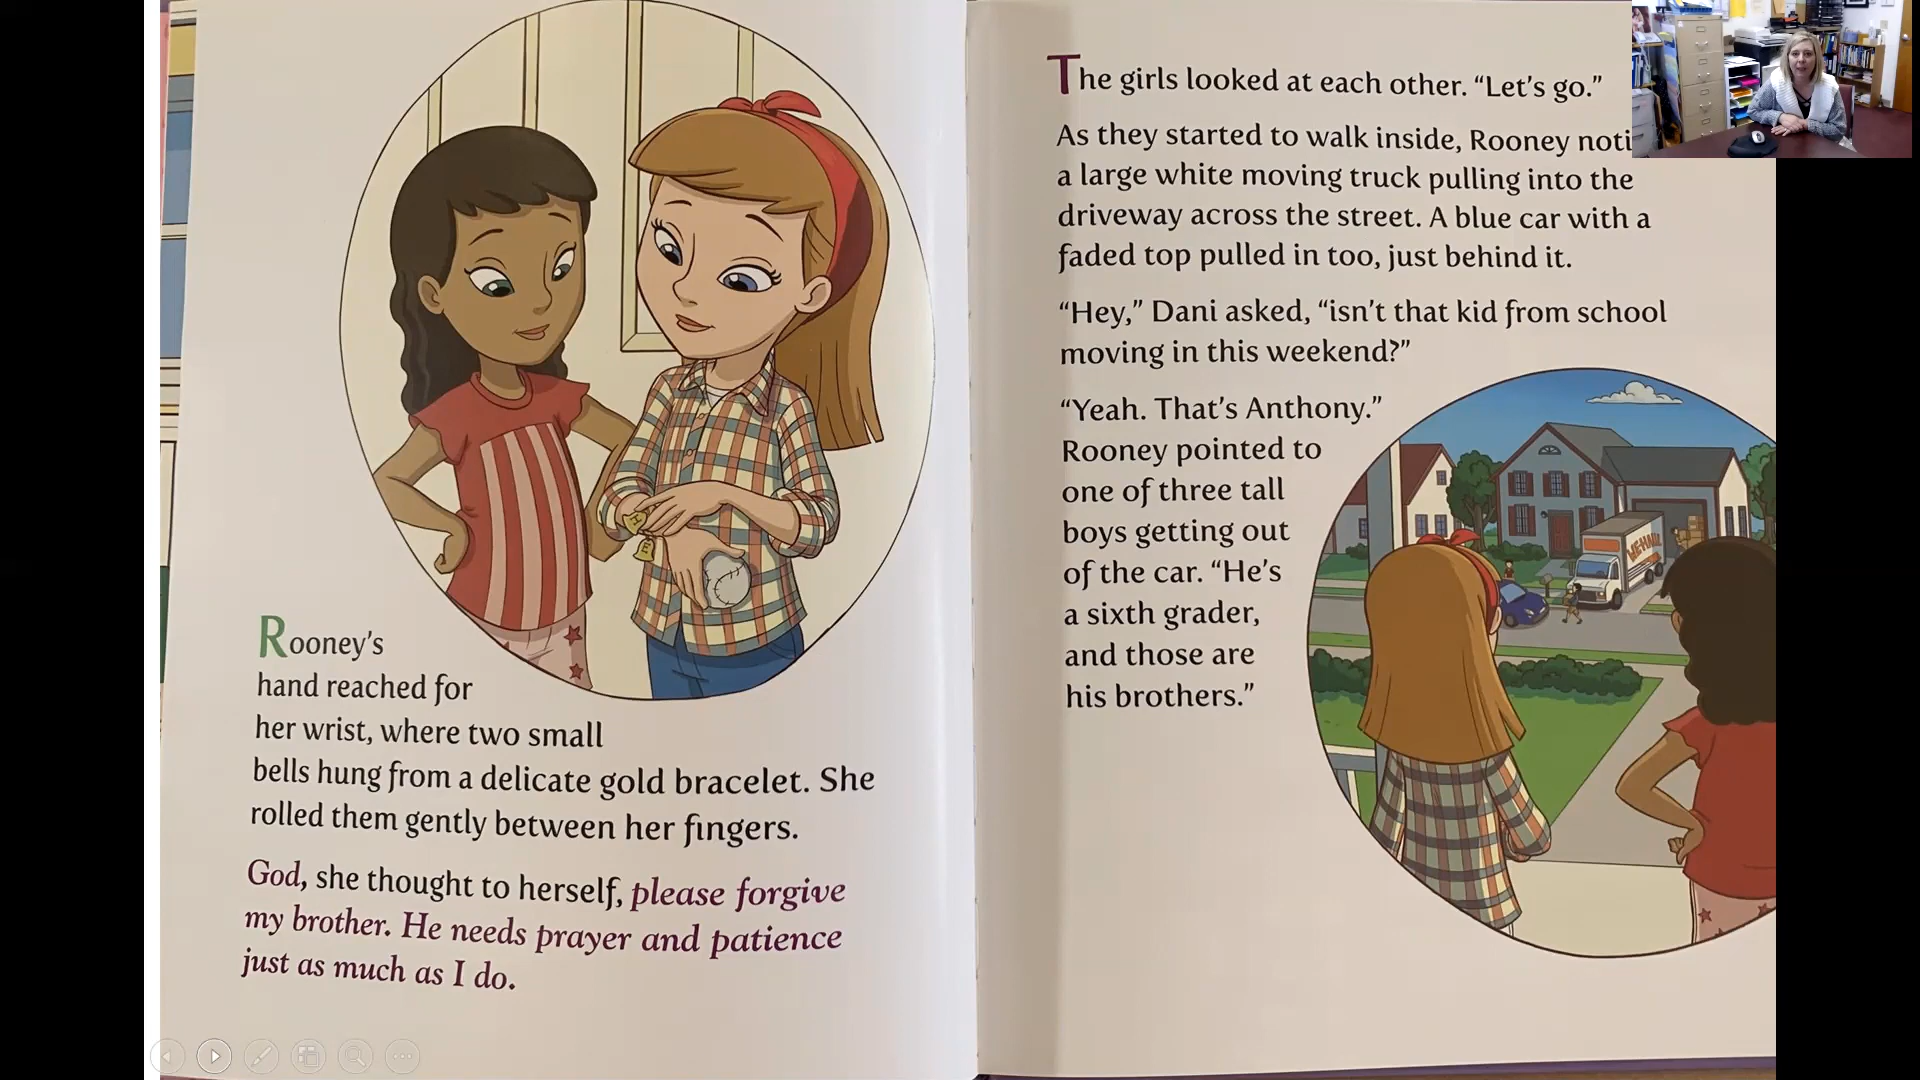 Rooney's
hand reached for
her wrist, where two small
bells hung from a delicate gold bracelet. She
rolled them gently between her fingers.
God, she thought to herself, please forgive
my brother. He needs prayer and patience
just as much as I do.
The girls looked at each other. “Let’s go.”
As they started to walk inside, Rooney noti
a large white moving truck pulling into the
driveway across the street. A blue car with a
faded top pulled in too, just behind it.
“Hey,” Dani asked, “isn’t that kid from school
moving in this weekend?”
“Yeah. That’s Anthony.”
Rooney pointed to
one of three tall
boys getting out
of the car. “He’s
a sixth grader,
and those are
his brothers.”
WE-HAUL